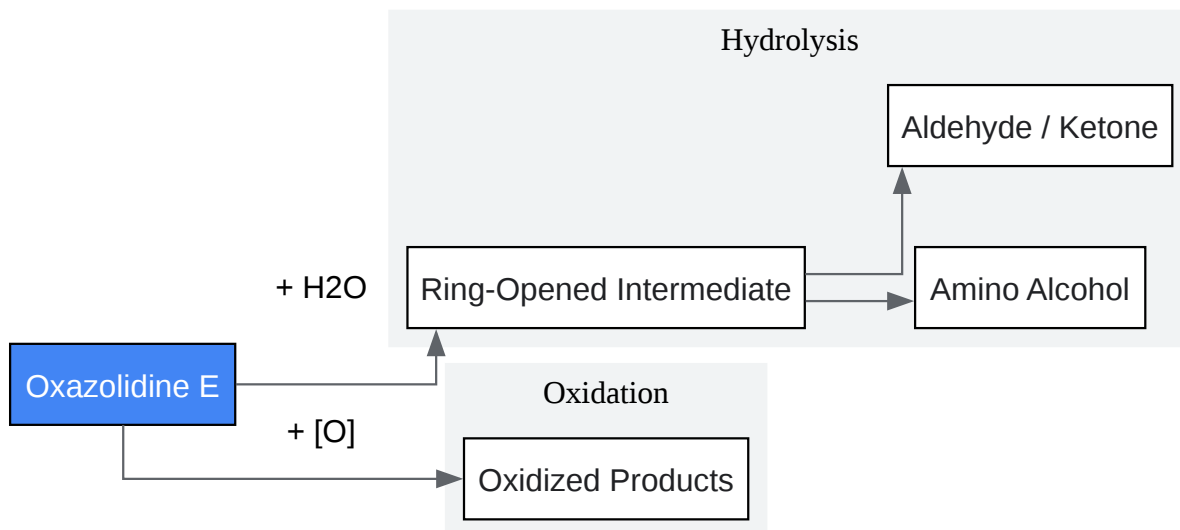 Hydrolysis
Aldehyde / Ketone
+ H2O
Ring-Opened Intermediate
Amino Alcohol
Oxazolidine E
Oxidation
+ [O]
Oxidized Products